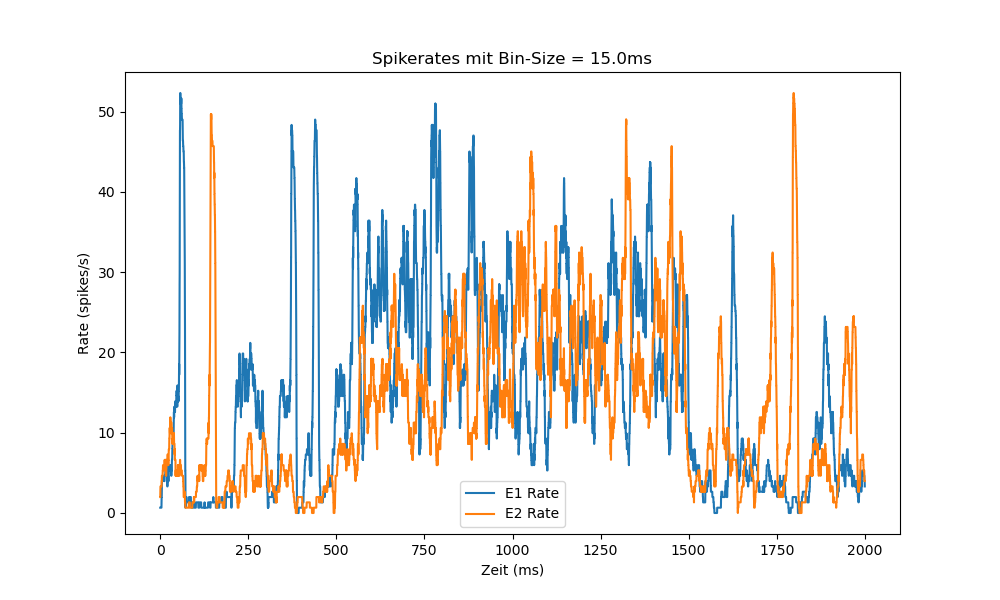 Spikerates mit Bin-Size = 15.0ms
Rate (spikes/s)
50
40
30
20
10
0
E1 Rate
E2 Rate
0 250 500 750 1000 1250 1500 1750 2000
Zeit (ms)